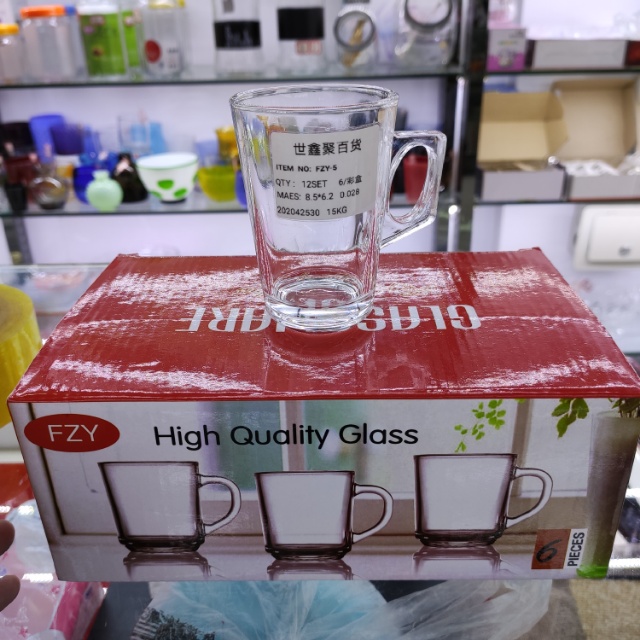 世鑫聚百货
ITEM NO: FZY-5
QTY: 12SET 6/彩盒
MAES: 8.5*6.2 0.028
202042530 15KG
GLASSWARE
FZY
High Quality Glass
6
PIECES